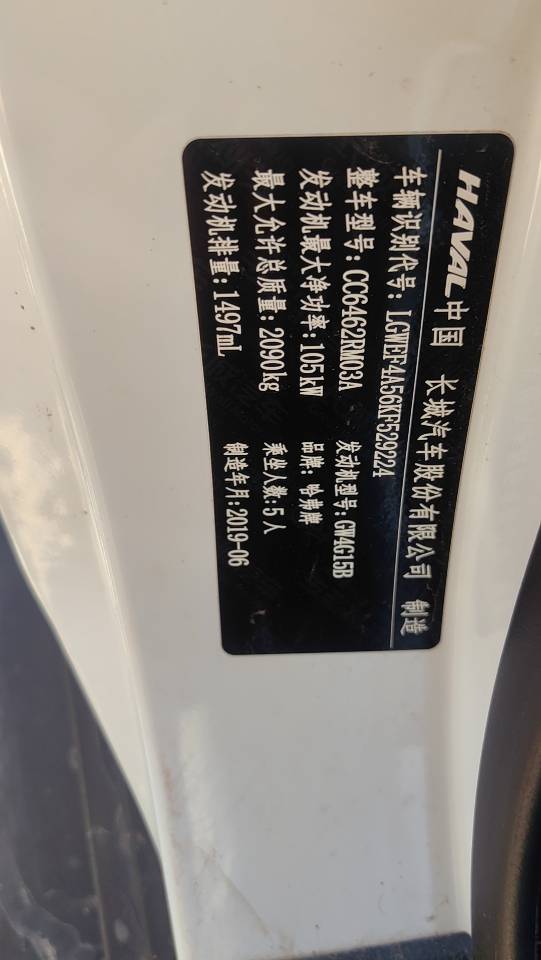 HAVAL 中国 长城汽车股份有限公司 制造
车辆识别代号: LGWEF4A56KF529224
整车型号: CC6462RM03A 发动机型号: GW4G15B
发动机最大净功率: 105kW 品牌: 哈弗牌
最大允许总质量: 2090kg 乘坐人数: 5人
发动机排量: 1497mL 制造年月: 2019-06